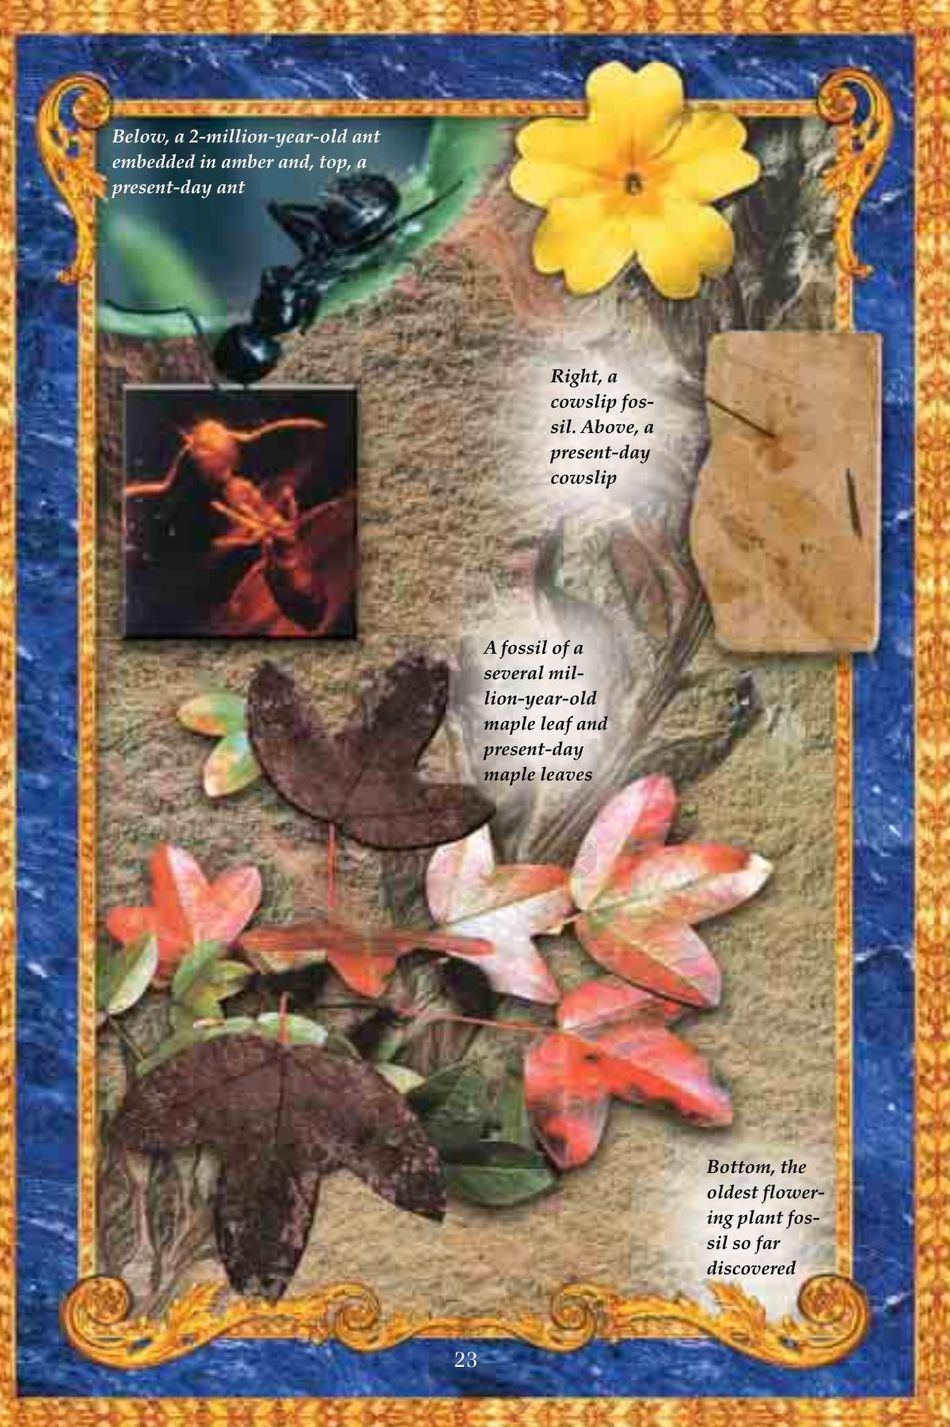 Below, a 2-million-year-old ant
embedded in amber and, top, a
present-day ant
Right, a
cowslip fos-
sil. Above, a
present-day
cowslip
A fossil of a
several mil-
lion-year-old
maple leaf and
present-day
maple leaves
Bottom, the
oldest flower-
ing plant fos-
sil so far
discovered
23